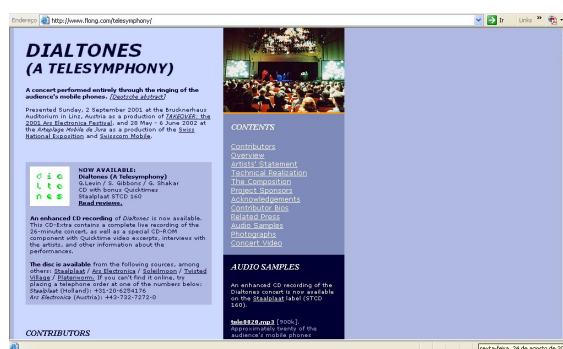 Endereço http://www.flong.com/telesymphony/ Ir Links »
DIALTONES
(A TELESYMPHONY)
A concert performed entirely through the ringing of the
audience's mobile phones. [Deutsche abstract]
Presented Sunday, 2 September 2001 at the Brucknerhaus
Auditorium in Linz, Austria as a production of TAKEOVER: the
2001 Ars Electronica Festival, and 28 May - 6 June 2002 at
the Arteplage Mobile de Jura as a production of the Swiss
National Exposition and Swisscom Mobile.
dia
lto
nes
NOW AVAILABLE:
Dialtones (A Telesymphony)
G.Levin / S. Gibbons / G. Shakar
CD with bonus Quicktimes
Staalplaat STCD 160
Read reviews.
An enhanced CD recording of Dialtones is now available.
This CD-Extra contains a complete live recording of the
26-minute concert, as well as a special CD-ROM
component with Quicktime video excerpts, interviews with
the artists, and other information about the
performances.
The disc is available from the following sources, among
others: Staalplaat / Ars Electronica / Soleilmoon / Twisted
Village / Plateworm. If you can't find it online, try
placing a telephone order at one of the numbers below:
Staalplaat (Holland): +31-20-6254176
Ars Electronica (Austria): +43-732-7272-0
CONTRIBUTORS
CONTENTS
Contributors
Overview
Artists' Statement
Technical Realization
The Composition
Project Sponsors
Acknowledgements
Contributor Bios
Related Press
Audio Samples
Photographs
Concert Video
AUDIO SAMPLES
An enhanced CD recording of the
Dialtones concert is now available
on the Staalplaat label (STCD
160).
tele0020.mp3 [900k].
Approximately twenty of the
audience's mobile phones
sexta-feira, 24 de agosto de 20